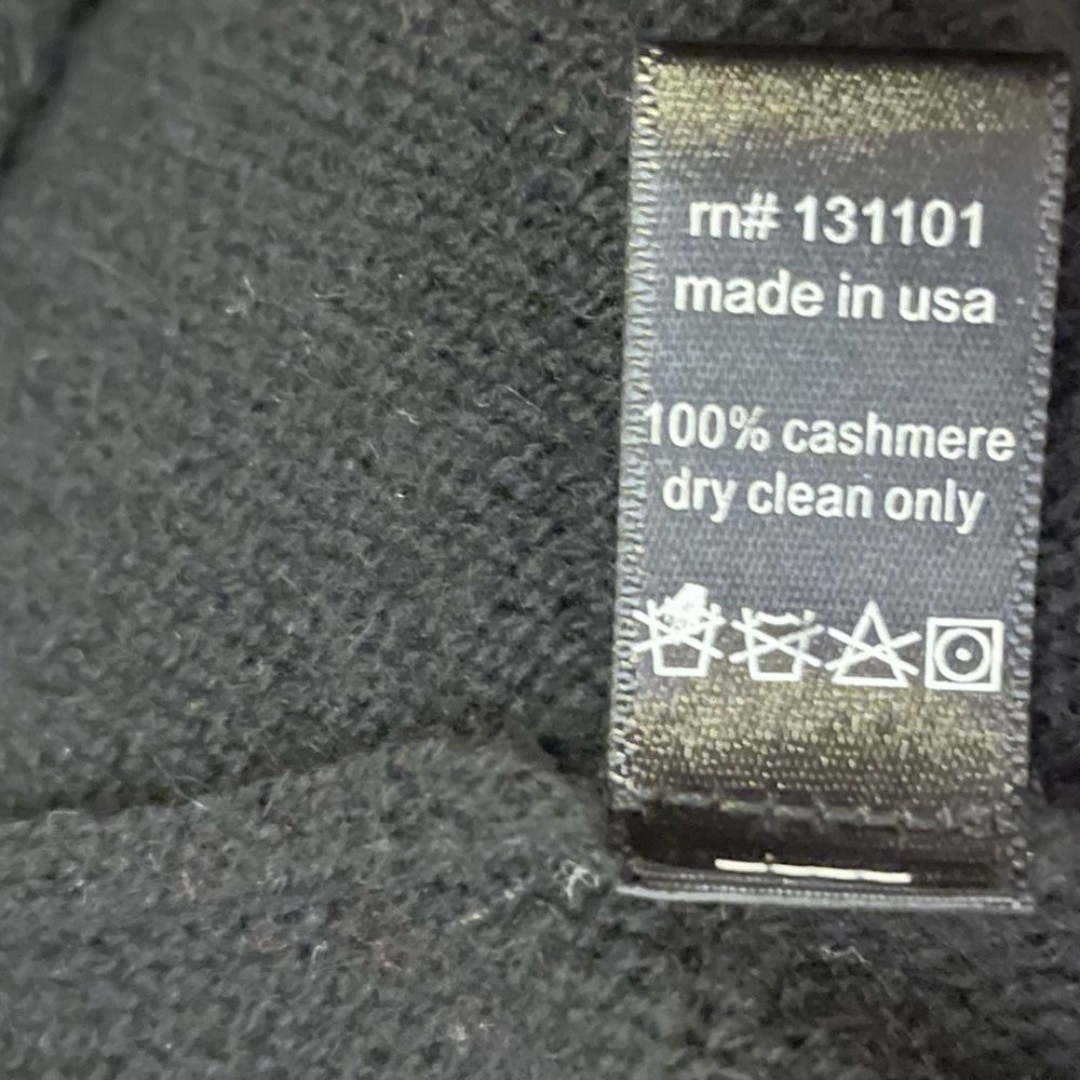 rn# 131101
made in usa
100% cashmere
dry clean only